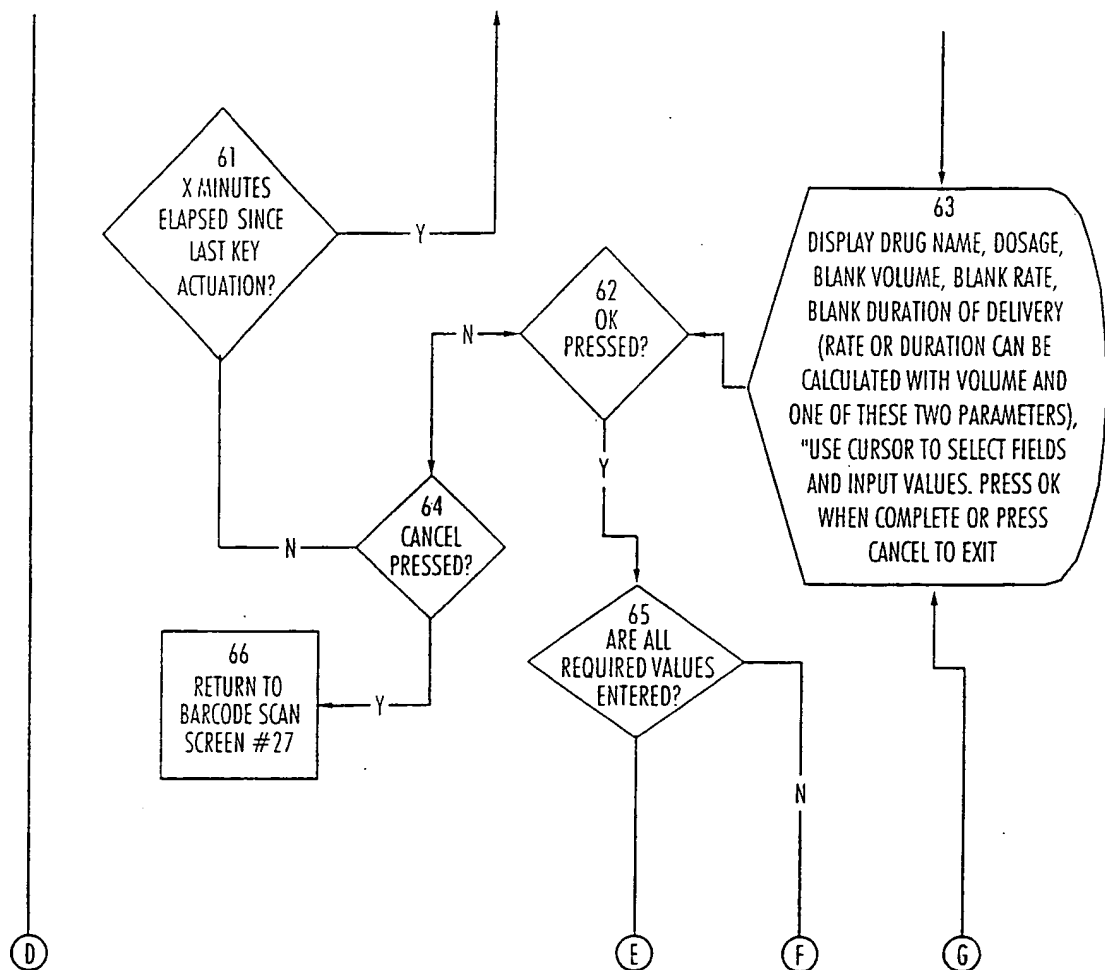 61
X MINUTES
ELAPSED SINCE
LAST KEY
ACTUATION?
Y
62
OK
PRESSED?
N
Y
63
DISPLAY DRUG NAME, DOSAGE,
BLANK VOLUME, BLANK RATE,
BLANK DURATION OF DELIVERY
(RATE OR DURATION CAN BE
CALCULATED WITH VOLUME AND
ONE OF THESE TWO PARAMETERS),
"USE CURSOR TO SELECT FIELDS
AND INPUT VALUES. PRESS OK
WHEN COMPLETE OR PRESS
CANCEL TO EXIT
64
CANCEL
PRESSED?
N
Y
65
ARE ALL
REQUIRED VALUES
ENTERED?
N
66
RETURN TO
BARCODE SCAN
SCREEN #27
D
E
F
G